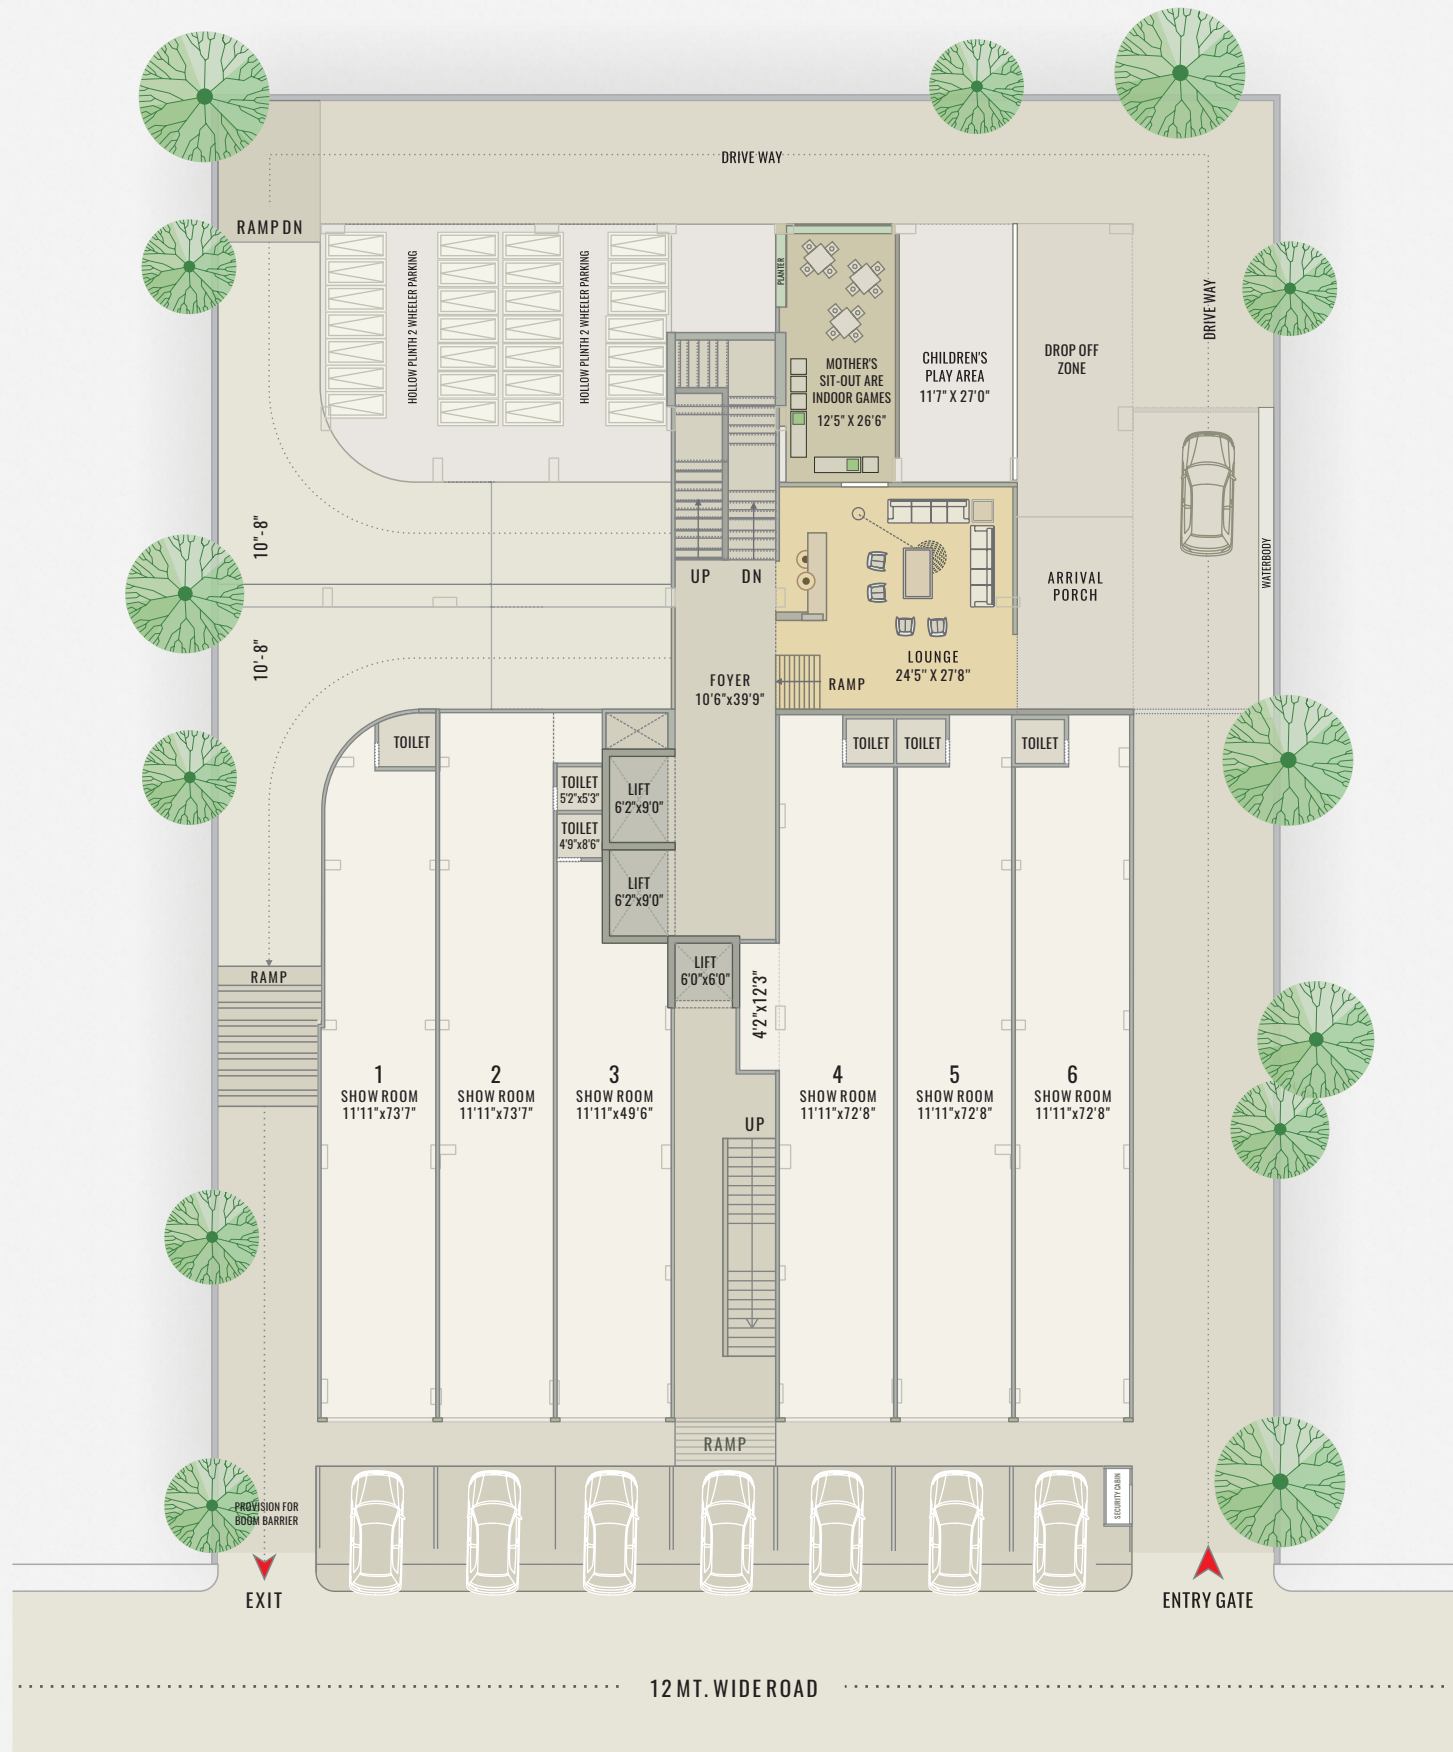 DRIVE WAY
RAMP DN
HOLLOW PLINTH 2 WHEELER PARKING
HOLLOW PLINTH 2 WHEELER PARKING
PLANTER
MOTHER'S
SIT-OUT ARE
INDOOR GAMES
12'5" X 26'6"
CHILDREN'S
PLAY AREA
11'7" X 27'0"
DROP OFF
ZONE
DRIVE WAY
10"-8"
UP
DN
ARRIVAL
PORCH
WATERBODY
10'-8"
FOYER
10'6"x39'9"
RAMP
LOUNGE
24'5" X 27'8"
TOILET
TOILET
5'2"x5'3"
TOILET
4'9"x8'6"
LIFT
6'2"x9'0"
LIFT
6'2"x9'0"
TOILET
TOILET
TOILET
RAMP
LIFT
6'0"x6'0"
4'2"x12'3"
1
SHOW ROOM
11'11"x73'7"
2
SHOW ROOM
11'11"x73'7"
3
SHOW ROOM
11'11"x49'6"
4
SHOW ROOM
11'11"x72'8"
5
SHOW ROOM
11'11"x72'8"
6
SHOW ROOM
11'11"x72'8"
UP
RAMP
PROVISION FOR
BOOM BARRIER
SECURITY CABIN
EXIT
ENTRY GATE
12 MT. WIDE ROAD